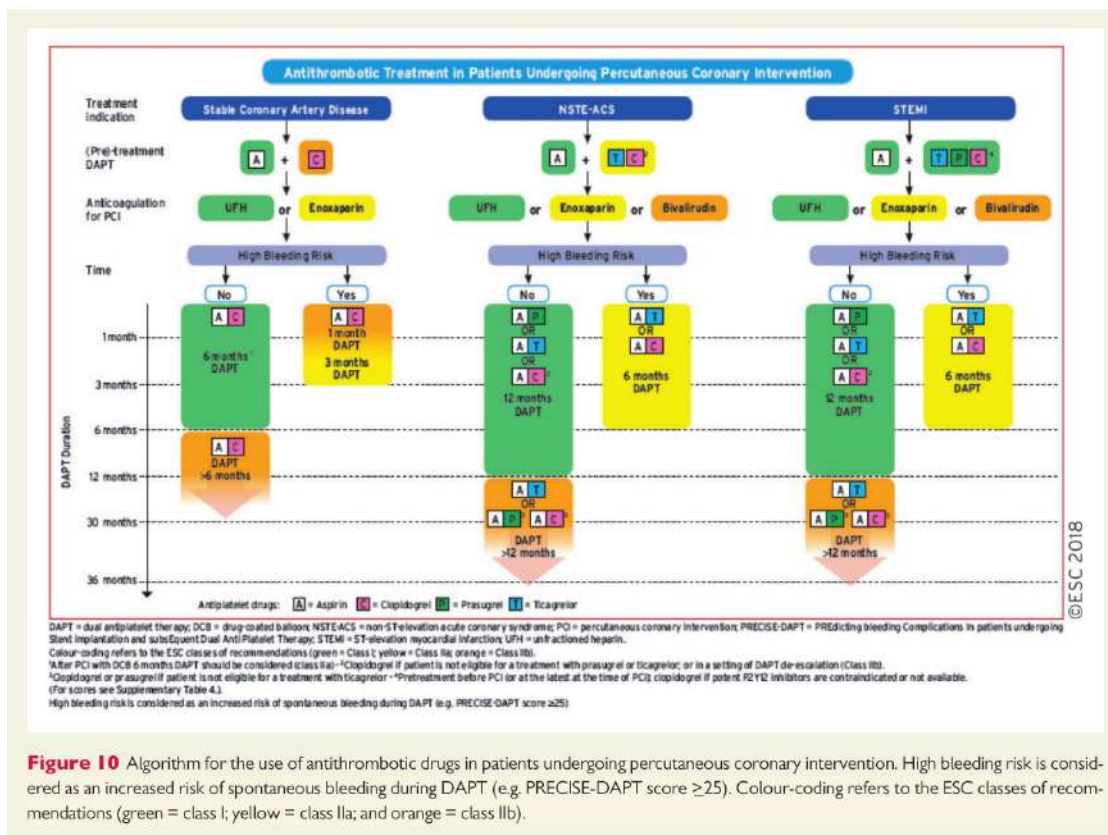 Antithrombotic Treatment in Patients Undergoing Percutaneous Coronary Intervention
Treatment
indication
Stable Coronary Artery Disease
NSTE-ACS
STEMI
(Pre)-treatment
DAPT
A + C
A + T C 2
A + T P C 4
Anticoagulation
for PCI
UFH or Enoxaparin
UFH or Enoxaparin or Bivalirudin
UFH or Enoxaparin or Bivalirudin
High Bleeding Risk
High Bleeding Risk
High Bleeding Risk
Time
No
Yes
No
Yes
No
Yes
DAPT Duration
1 month
3 months
6 months
12 months
30 months
36 months
A C
6 months1
DAPT
A C
DAPT
>6 months
A C
1 month
DAPT
3 months
DAPT
A P
OR
A T
OR
A C 2
12 months
DAPT
A T
OR
A P 3 A C 3
DAPT
>12 months
A T
OR
A C
6 months
DAPT
A P
OR
A T
OR
A C 2
12 months
DAPT
A T
OR
A P 3 A C 3
DAPT
>12 months
A T
OR
A C
6 months
DAPT
Antiplatelet drugs: A = Aspirin C = Clopidogrel P = Prasugrel T = Ticagrelor
©ESC 2018
DAPT = dual antiplatelet therapy; DCB = drug-coated balloon; NSTE-ACS = non-ST-elevation acute coronary syndrome; PCI = percutaneous coronary intervention; PRECISE-DAPT = PREdicting bleeding Complications in patients undergoing
Stent implantation and subsEquent Dual Anti Platelet Therapy; STEMI = ST-elevation myocardial infarction; UFH = unfractioned heparin.
Colour-coding refers to the ESC classes of recommendations (green = Class I; yellow = Class IIa; orange = Class IIb).
1After PCI with DCB 6 months DAPT should be considered (class IIa) - 2Clopidogrel if patient is not eligible for a treatment with prasugrel or ticagrelor; or in a setting of DAPT de-escalation (Class IIb).
3Clopidogrel or prasugrel if patient is not eligible for a treatment with ticagrelor - 4Pretreatment before PCI (or at the latest at the time of PCI); clopidogrel if potent P2Y12 inhibitors are contraindicated or not available.
(For scores see Supplementary Table 4.).
High bleeding risk is considered as an increased risk of spontaneous bleeding during DAPT (e.g. PRECISE-DAPT score ≥25)
Figure 10 Algorithm for the use of antithrombotic drugs in patients undergoing percutaneous coronary intervention. High bleeding risk is consid-
ered as an increased risk of spontaneous bleeding during DAPT (e.g. PRECISE-DAPT score ≥25). Colour-coding refers to the ESC classes of recom-
mendations (green = class I; yellow = class IIa; and orange = class IIb).